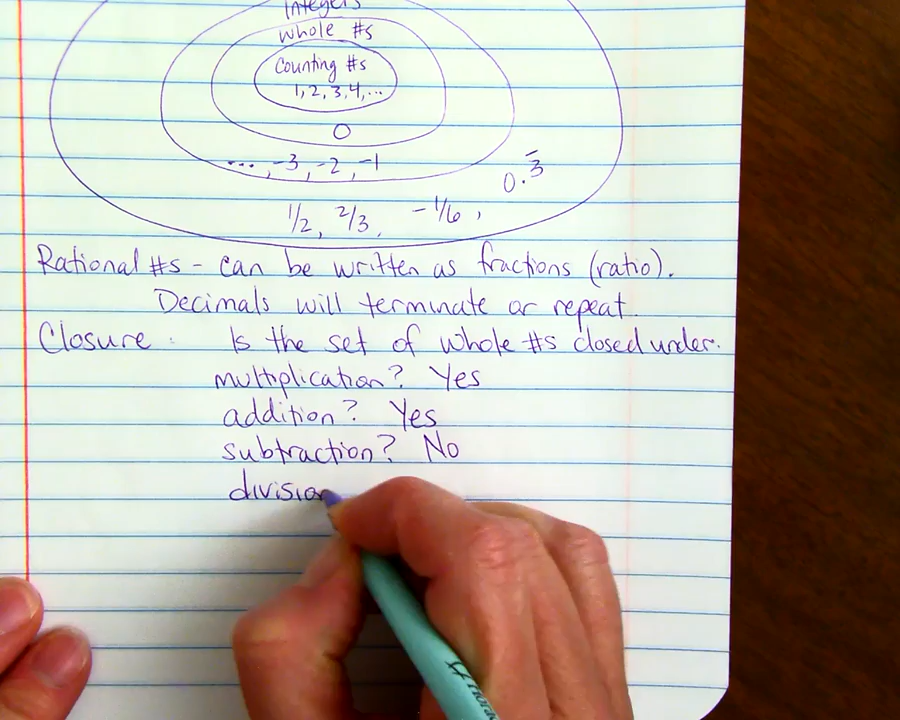 Integers
Whole #s
Counting #s
1, 2, 3, 4, ...
0
..., -3, -2, -1
0.3̅
1/2, 2/3, -1/6,
Rational #s - can be written as fractions (ratio).
Decimals will terminate or repeat.
Closure: Is the set of whole #s closed under:
multiplication? Yes
addition? Yes
subtraction? No
division